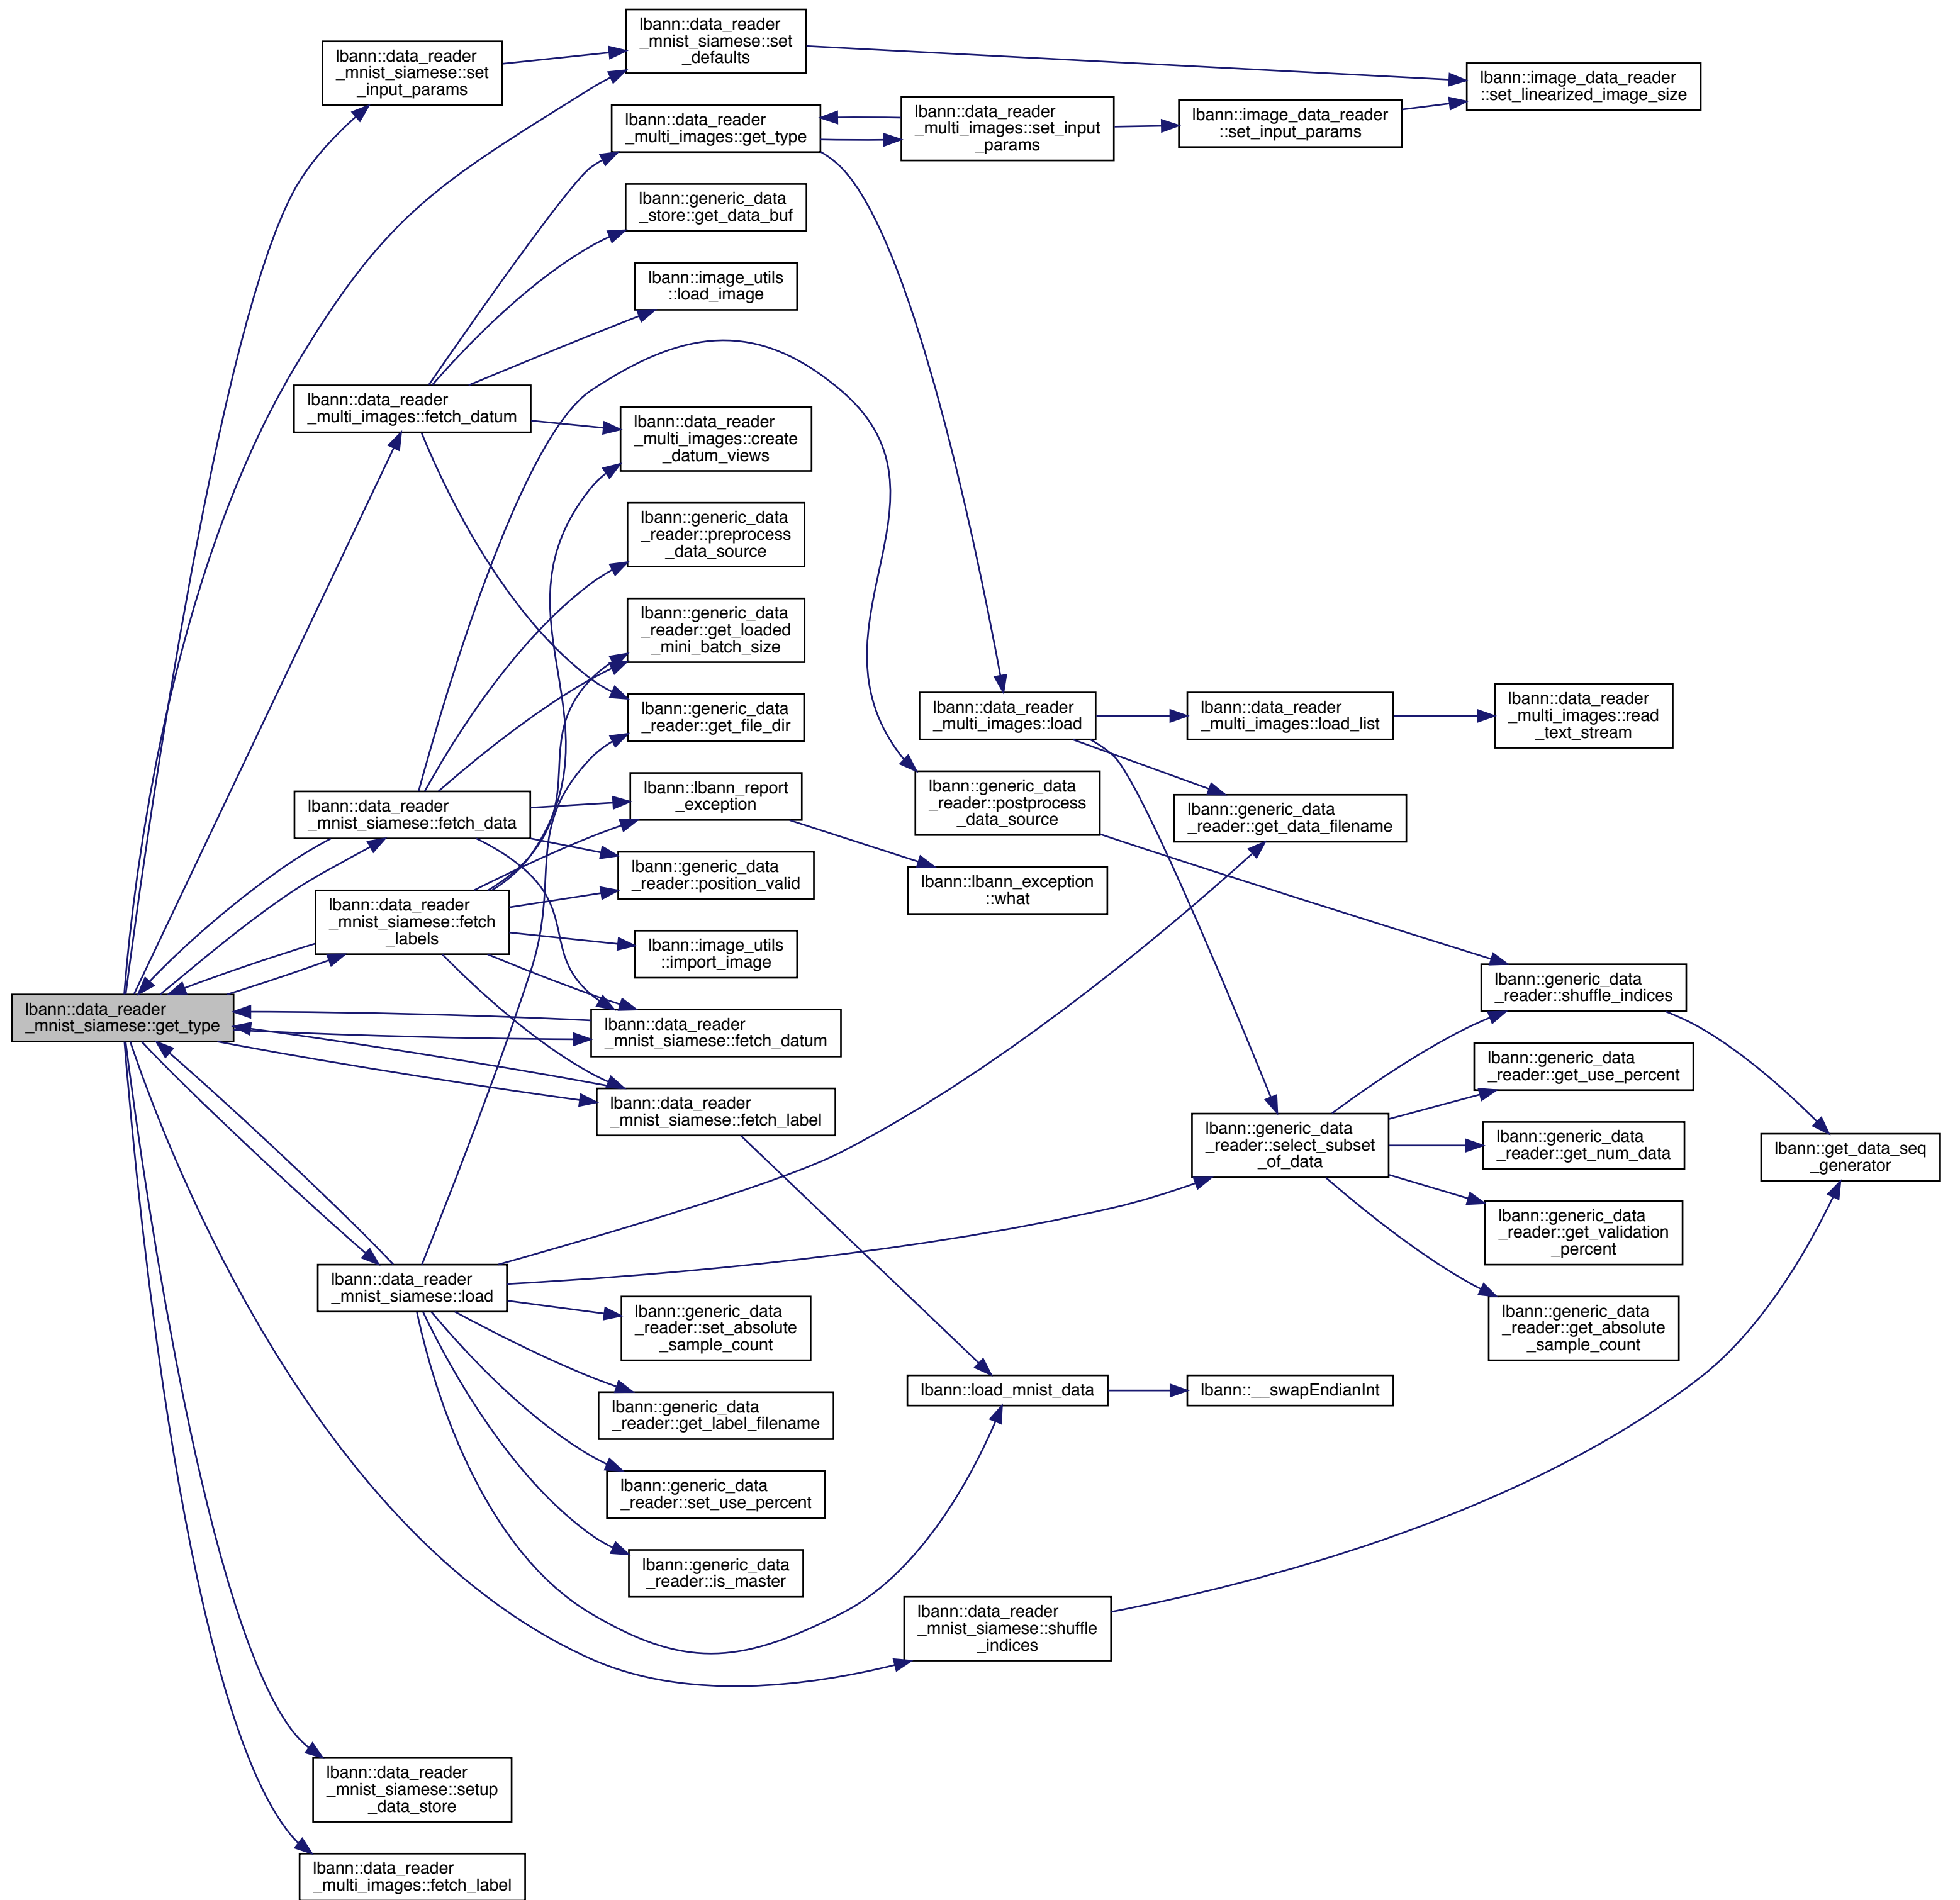 lbann::data_reader
_mnist_siamese::get_type
lbann::data_reader
_mnist_siamese::set
_input_params
lbann::data_reader
_mnist_siamese::set
_defaults
lbann::image_data_reader
::set_linearized_image_size
lbann::data_reader
_multi_images::get_type
lbann::data_reader
_multi_images::set_input
_params
lbann::image_data_reader
::set_input_params
lbann::generic_data
_store::get_data_buf
lbann::image_utils
::load_image
lbann::data_reader
_multi_images::fetch_datum
lbann::data_reader
_multi_images::create
_datum_views
lbann::generic_data
_reader::preprocess
_data_source
lbann::generic_data
_reader::get_loaded
_mini_batch_size
lbann::generic_data
_reader::get_file_dir
lbann::data_reader
_multi_images::load
lbann::data_reader
_multi_images::load_list
lbann::data_reader
_multi_images::read
_text_stream
lbann::data_reader
_mnist_siamese::fetch_data
lbann::lbann_report
_exception
lbann::generic_data
_reader::postprocess
_data_source
lbann::generic_data
_reader::get_data_filename
lbann::generic_data
_reader::position_valid
lbann::lbann_exception
::what
lbann::data_reader
_mnist_siamese::fetch
_labels
lbann::image_utils
::import_image
lbann::generic_data
_reader::shuffle_indices
lbann::data_reader
_mnist_siamese::fetch_datum
lbann::generic_data
_reader::get_use_percent
lbann::data_reader
_mnist_siamese::fetch_label
lbann::generic_data
_reader::select_subset
_of_data
lbann::generic_data
_reader::get_num_data
lbann::get_data_seq
_generator
lbann::generic_data
_reader::get_validation
_percent
lbann::data_reader
_mnist_siamese::load
lbann::generic_data
_reader::set_absolute
_sample_count
lbann::generic_data
_reader::get_absolute
_sample_count
lbann::generic_data
_reader::get_label_filename
lbann::load_mnist_data
lbann::__swapEndianInt
lbann::generic_data
_reader::set_use_percent
lbann::generic_data
_reader::is_master
lbann::data_reader
_mnist_siamese::shuffle
_indices
lbann::data_reader
_mnist_siamese::setup
_data_store
lbann::data_reader
_multi_images::fetch_label